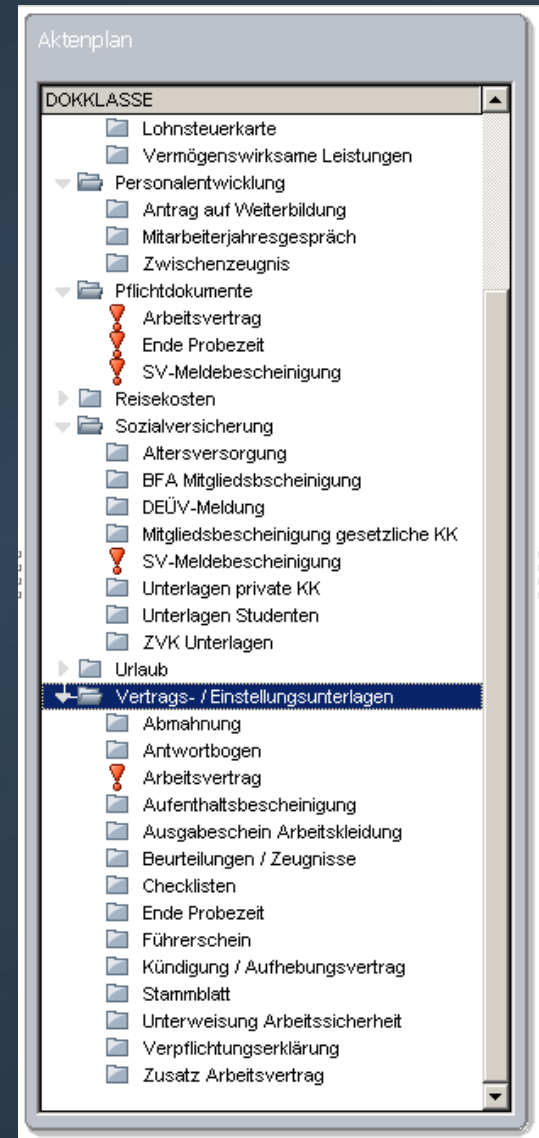 Aktenplan
DOKKLASSE
Lohnsteuerkarte
Vermögenswirksame Leistungen
Personalentwicklung
Antrag auf Weiterbildung
Mitarbeiterjahresgespräch
Zwischenzeugnis
Pflichtdokumente
Arbeitsvertrag
Ende Probezeit
SV-Meldebescheinigung
Reisekosten
Sozialversicherung
Altersversorgung
BFA Mitgliedsbscheinigung
DEÜV-Meldung
Mitgliedsbescheinigung gesetzliche KK
SV-Meldebescheinigung
Unterlagen private KK
Unterlagen Studenten
ZVK Unterlagen
Urlaub
Vertrags- / Einstellungsunterlagen
Abmahnung
Antwortbogen
Arbeitsvertrag
Aufenthaltsbescheinigung
Ausgabeschein Arbeitskleidung
Beurteilungen / Zeugnisse
Checklisten
Ende Probezeit
Führerschein
Kündigung / Aufhebungsvertrag
Stammblatt
Unterweisung Arbeitssicherheit
Verpflichtungserklärung
Zusatz Arbeitsvertrag